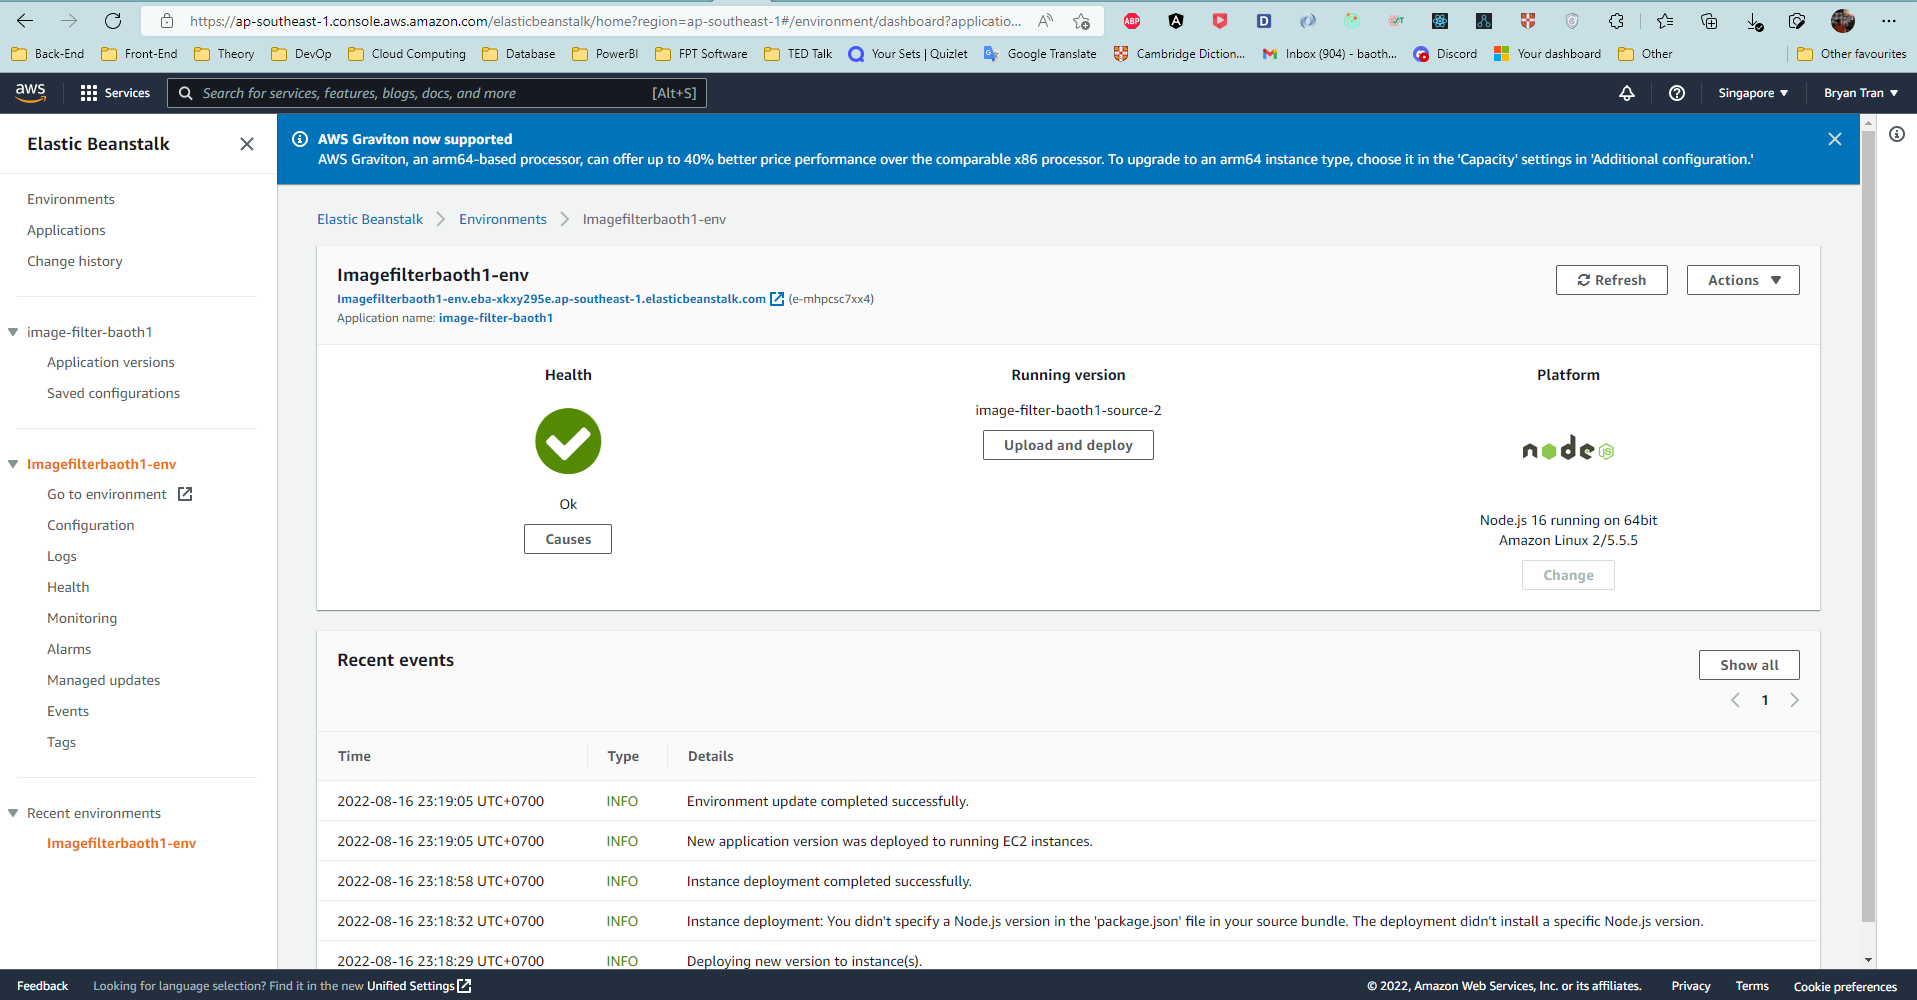 https://ap-southeast-1.console.aws.amazon.com/elasticbeanstalk/home?region=ap-southeast-1#/environment/dashboard?applicatio...
Back-End Front-End Theory DevOp Cloud Computing Database PowerBI FPT Software TED Talk Your Sets | Quizlet Google Translate Cambridge Diction... Inbox (904) - baoth... Discord Your dashboard Other Other favourites
aws Services Search for services, features, blogs, docs, and more [Alt+S] Singapore Bryan Tran
Elastic Beanstalk
Environments
Applications
Change history
image-filter-baoth1
Application versions
Saved configurations
Imagefilterbaoth1-env
Go to environment
Configuration
Logs
Health
Monitoring
Alarms
Managed updates
Events
Tags
Recent environments
Imagefilterbaoth1-env
AWS Graviton now supported
AWS Graviton, an arm64-based processor, can offer up to 40% better price performance over the comparable x86 processor. To upgrade to an arm64 instance type, choose it in the 'Capacity' settings in 'Additional configuration.'
Elastic Beanstalk Environments Imagefilterbaoth1-env
Imagefilterbaoth1-env
Imagefilterbaoth1-env.eba-xkxy295e.ap-southeast-1.elasticbeanstalk.com (e-mhpcsc7xx4)
Application name: image-filter-baoth1
Refresh Actions
Health
Ok
Causes
Running version
image-filter-baoth1-source-2
Upload and deploy
Platform
node JS
Node.js 16 running on 64bit
Amazon Linux 2/5.5.5
Change
Recent events
Show all
1
Time Type Details
2022-08-16 23:19:05 UTC+0700 INFO Environment update completed successfully.
2022-08-16 23:19:05 UTC+0700 INFO New application version was deployed to running EC2 instances.
2022-08-16 23:18:58 UTC+0700 INFO Instance deployment completed successfully.
2022-08-16 23:18:32 UTC+0700 INFO Instance deployment: You didn't specify a Node.js version in the 'package.json' file in your source bundle. The deployment didn't install a specific Node.js version.
2022-08-16 23:18:29 UTC+0700 INFO Deploying new version to instance(s).
Feedback Looking for language selection? Find it in the new Unified Settings © 2022, Amazon Web Services, Inc. or its affiliates. Privacy Terms Cookie preferences